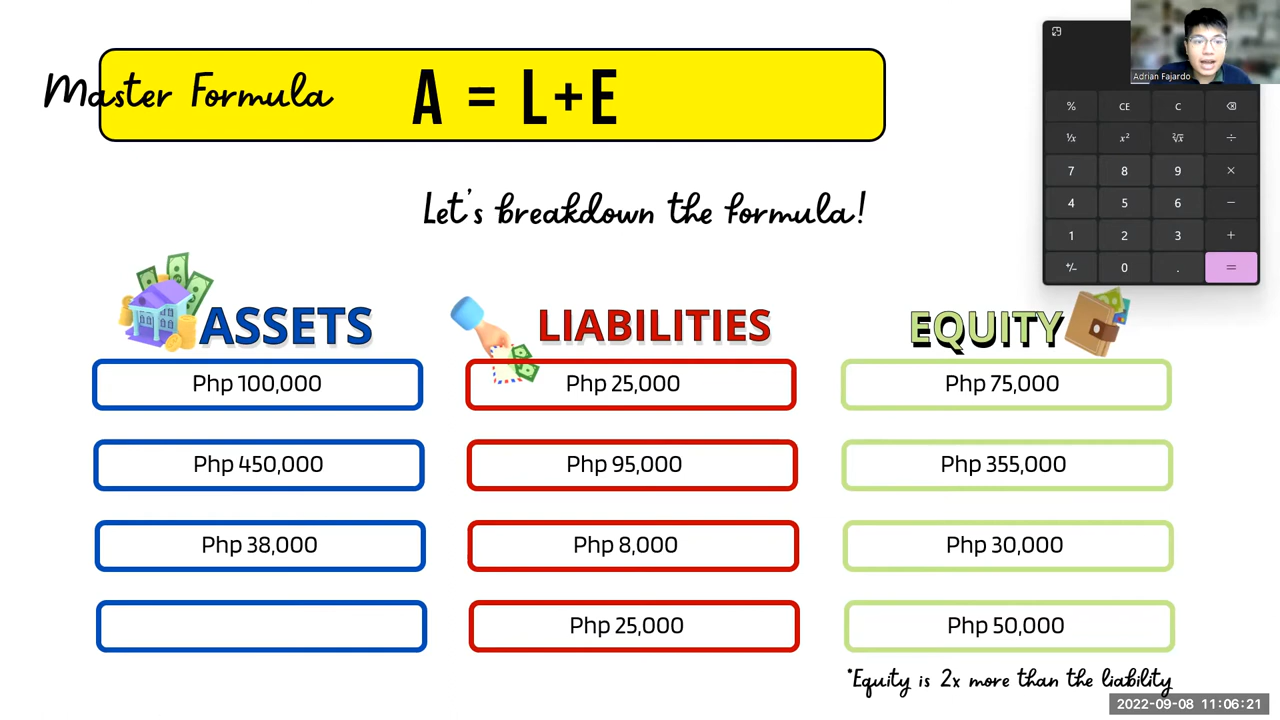 Master Formula A = L+E
Let's breakdown the formula!
Adrian Fajardo
% CE C ⌫
¹/x x² ²√x ÷
7 8 9 ×
4 5 6 −
1 2 3 +
+/− 0 . =
ASSETS LIABILITIES EQUITY
Php 100,000 Php 25,000 Php 75,000
Php 450,000 Php 95,000 Php 355,000
Php 38,000 Php 8,000 Php 30,000
Php 25,000 Php 50,000
*Equity is 2x more than the liability
2022-09-08 11:06:21